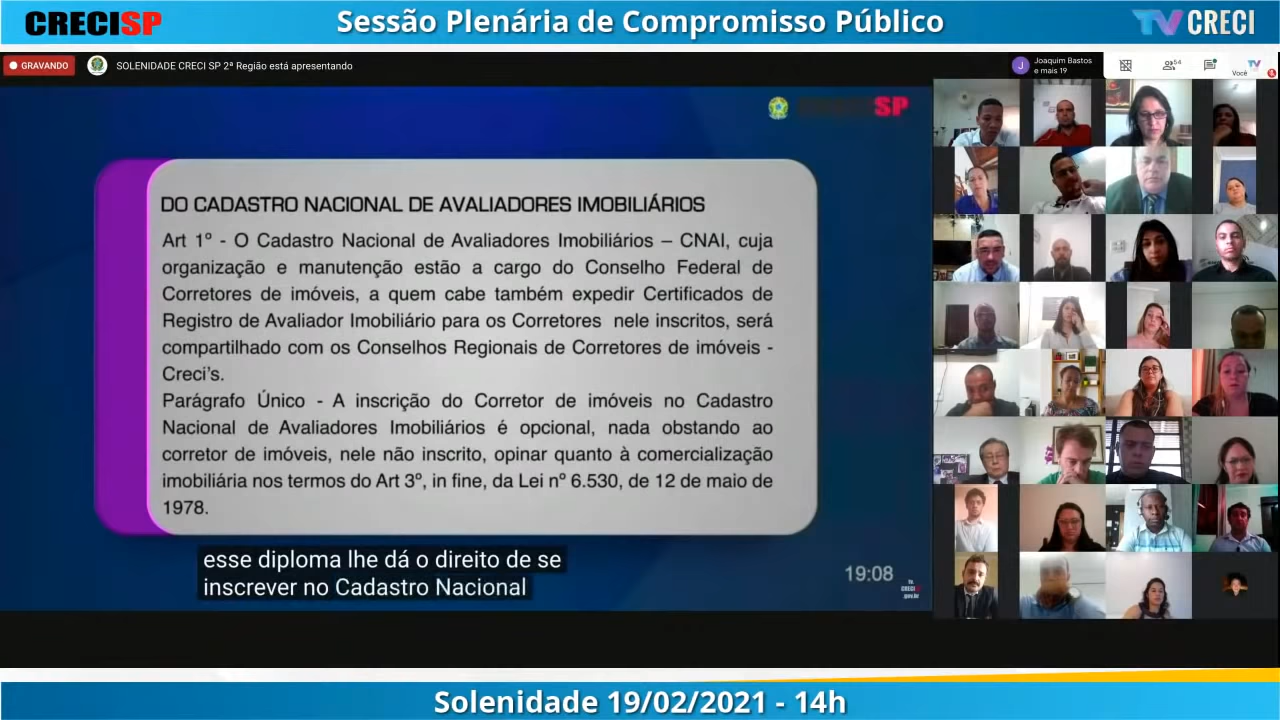 CRECISP
Sessão Plenária de Compromisso Público
TV CRECI
GRAVANDO
SOLENIDADE CRECI SP 2ª Região está apresentando
J
Joaquim Bastos
e mais 19
54
Você
TV
CRECISP
DO CADASTRO NACIONAL DE AVALIADORES IMOBILIÁRIOS
Art 1º - O Cadastro Nacional de Avaliadores Imobiliários – CNAI, cuja
organização e manutenção estão a cargo do Conselho Federal de
Corretores de imóveis, a quem cabe também expedir Certificados de
Registro de Avaliador Imobiliário para os Corretores nele inscritos, será
compartilhado com os Conselhos Regionais de Corretores de imóveis -
Creci's.
Parágrafo Único - A inscrição do Corretor de imóveis no Cadastro
Nacional de Avaliadores Imobiliários é opcional, nada obstando ao
corretor de imóveis, nele não inscrito, opinar quanto à comercialização
imobiliária nos termos do Art 3º, in fine, da Lei nº 6.530, de 12 de maio de
1978.
esse diploma lhe dá o direito de se
inscrever no Cadastro Nacional
19:08
tv.
CRECI
.gov.br
Solenidade 19/02/2021 - 14h